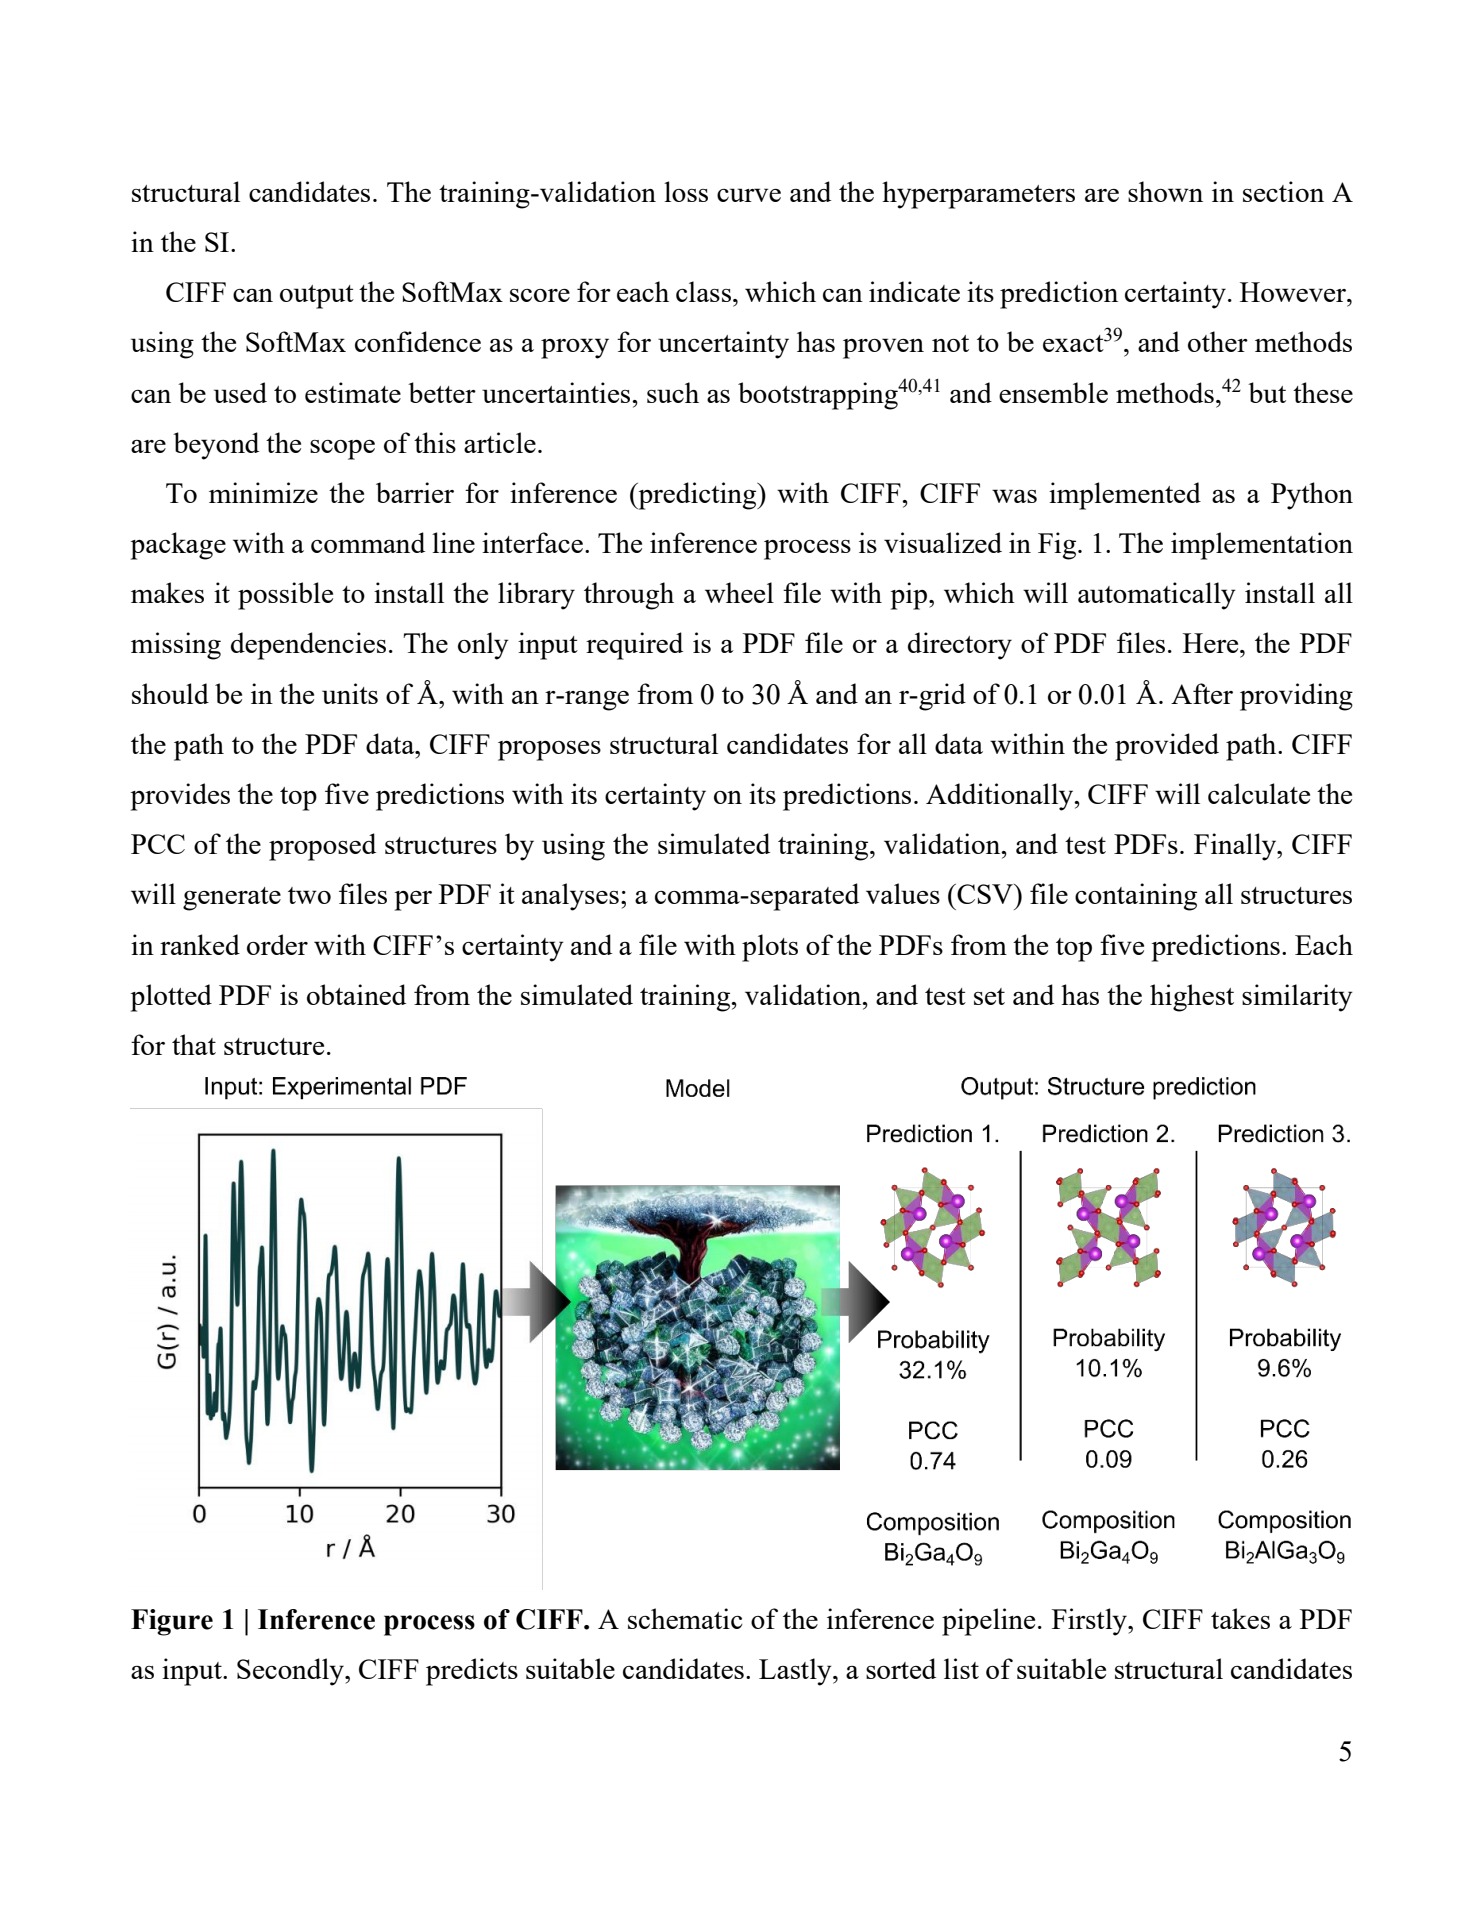 structural candidates. The training-validation loss curve and the hyperparameters are shown in section A
in the SI.
CIFF can output the SoftMax score for each class, which can indicate its prediction certainty. However,
using the SoftMax confidence as a proxy for uncertainty has proven not to be exact³⁹, and other methods
can be used to estimate better uncertainties, such as bootstrapping⁴⁰,⁴¹ and ensemble methods,⁴² but these
are beyond the scope of this article.
To minimize the barrier for inference (predicting) with CIFF, CIFF was implemented as a Python
package with a command line interface. The inference process is visualized in Fig. 1. The implementation
makes it possible to install the library through a wheel file with pip, which will automatically install all
missing dependencies. The only input required is a PDF file or a directory of PDF files. Here, the PDF
should be in the units of Å, with an r-range from 0 to 30 Å and an r-grid of 0.1 or 0.01 Å. After providing
the path to the PDF data, CIFF proposes structural candidates for all data within the provided path. CIFF
provides the top five predictions with its certainty on its predictions. Additionally, CIFF will calculate the
PCC of the proposed structures by using the simulated training, validation, and test PDFs. Finally, CIFF
will generate two files per PDF it analyses; a comma-separated values (CSV) file containing all structures
in ranked order with CIFF’s certainty and a file with plots of the PDFs from the top five predictions. Each
plotted PDF is obtained from the simulated training, validation, and test set and has the highest similarity
for that structure.
Input: Experimental PDF
G(r) / a.u.
0 10 20 30
r / Å
Model
Output: Structure prediction
Prediction 1. Prediction 2. Prediction 3.
Probability Probability Probability
32.1% 10.1% 9.6%
PCC PCC PCC
0.74 0.09 0.26
Composition Composition Composition
Bi₂Ga₄O₉ Bi₂Ga₄O₉ Bi₂AlGa₃O₉
Figure 1 | Inference process of CIFF. A schematic of the inference pipeline. Firstly, CIFF takes a PDF
as input. Secondly, CIFF predicts suitable candidates. Lastly, a sorted list of suitable structural candidates
5